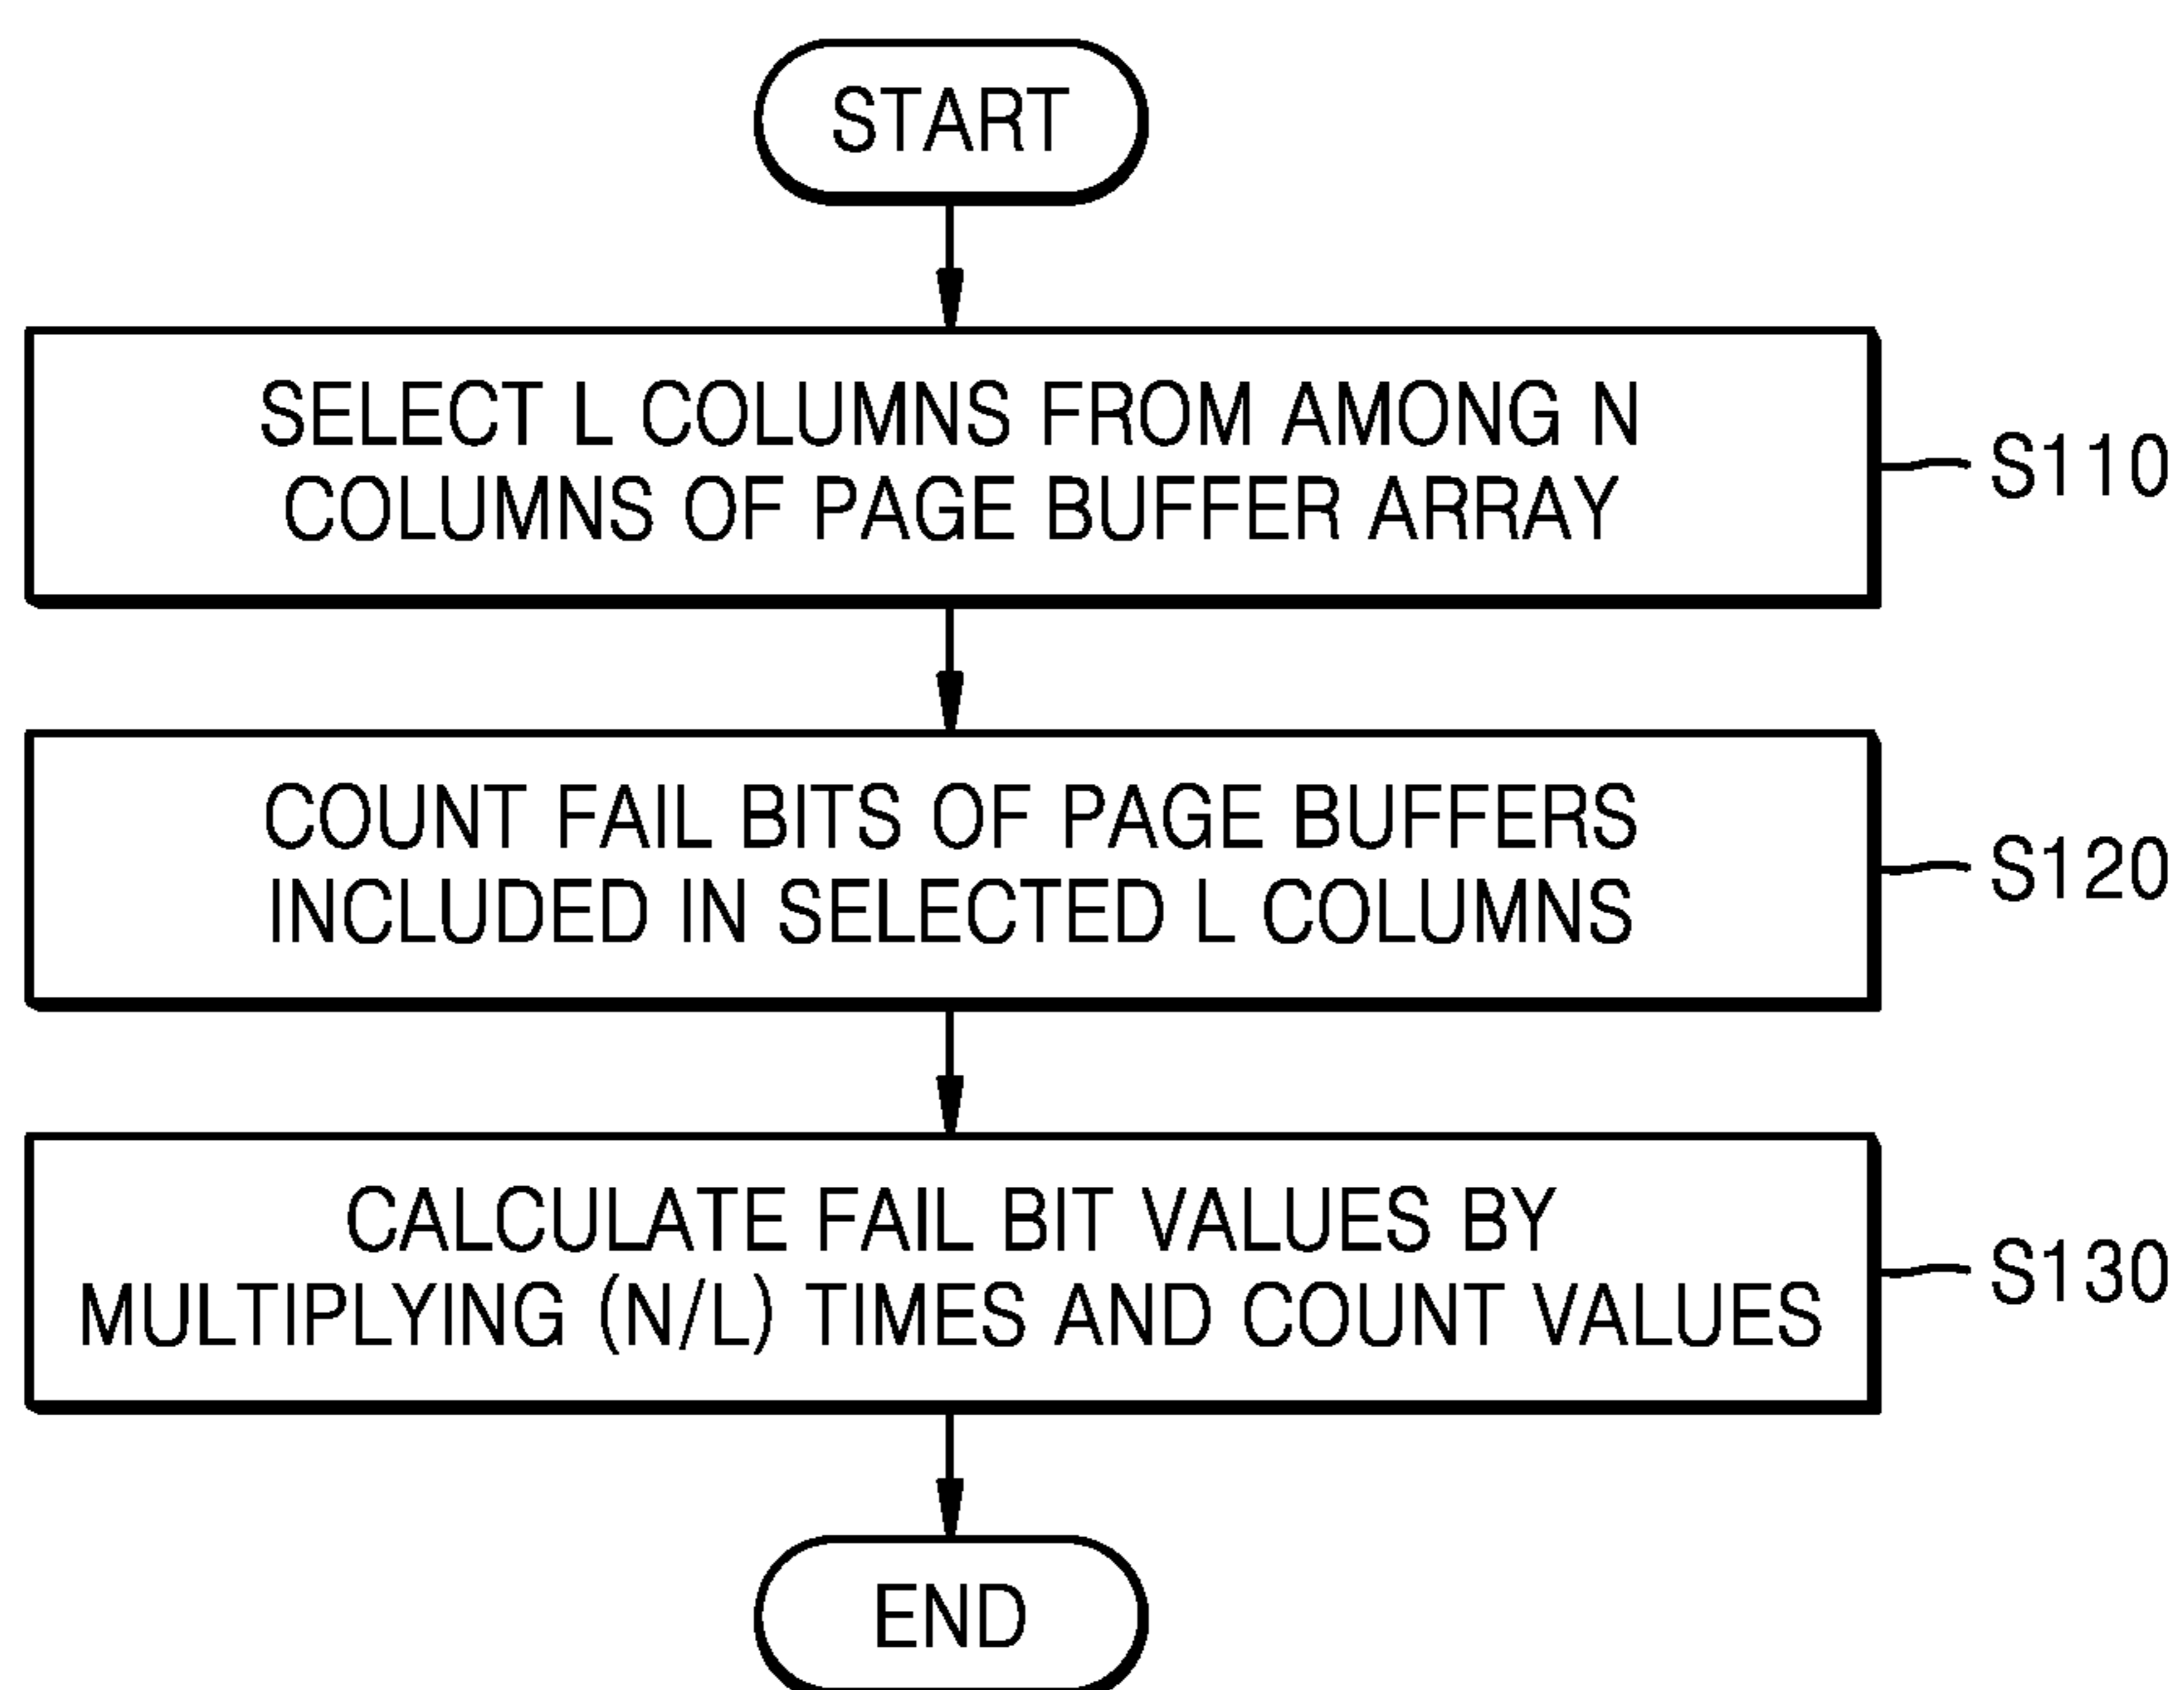 START
SELECT L COLUMNS FROM AMONG N
COLUMNS OF PAGE BUFFER ARRAY
S110
COUNT FAIL BITS OF PAGE BUFFERS
INCLUDED IN SELECTED L COLUMNS
S120
CALCULATE FAIL BIT VALUES BY
MULTIPLYING (N/L) TIMES AND COUNT VALUES
S130
END